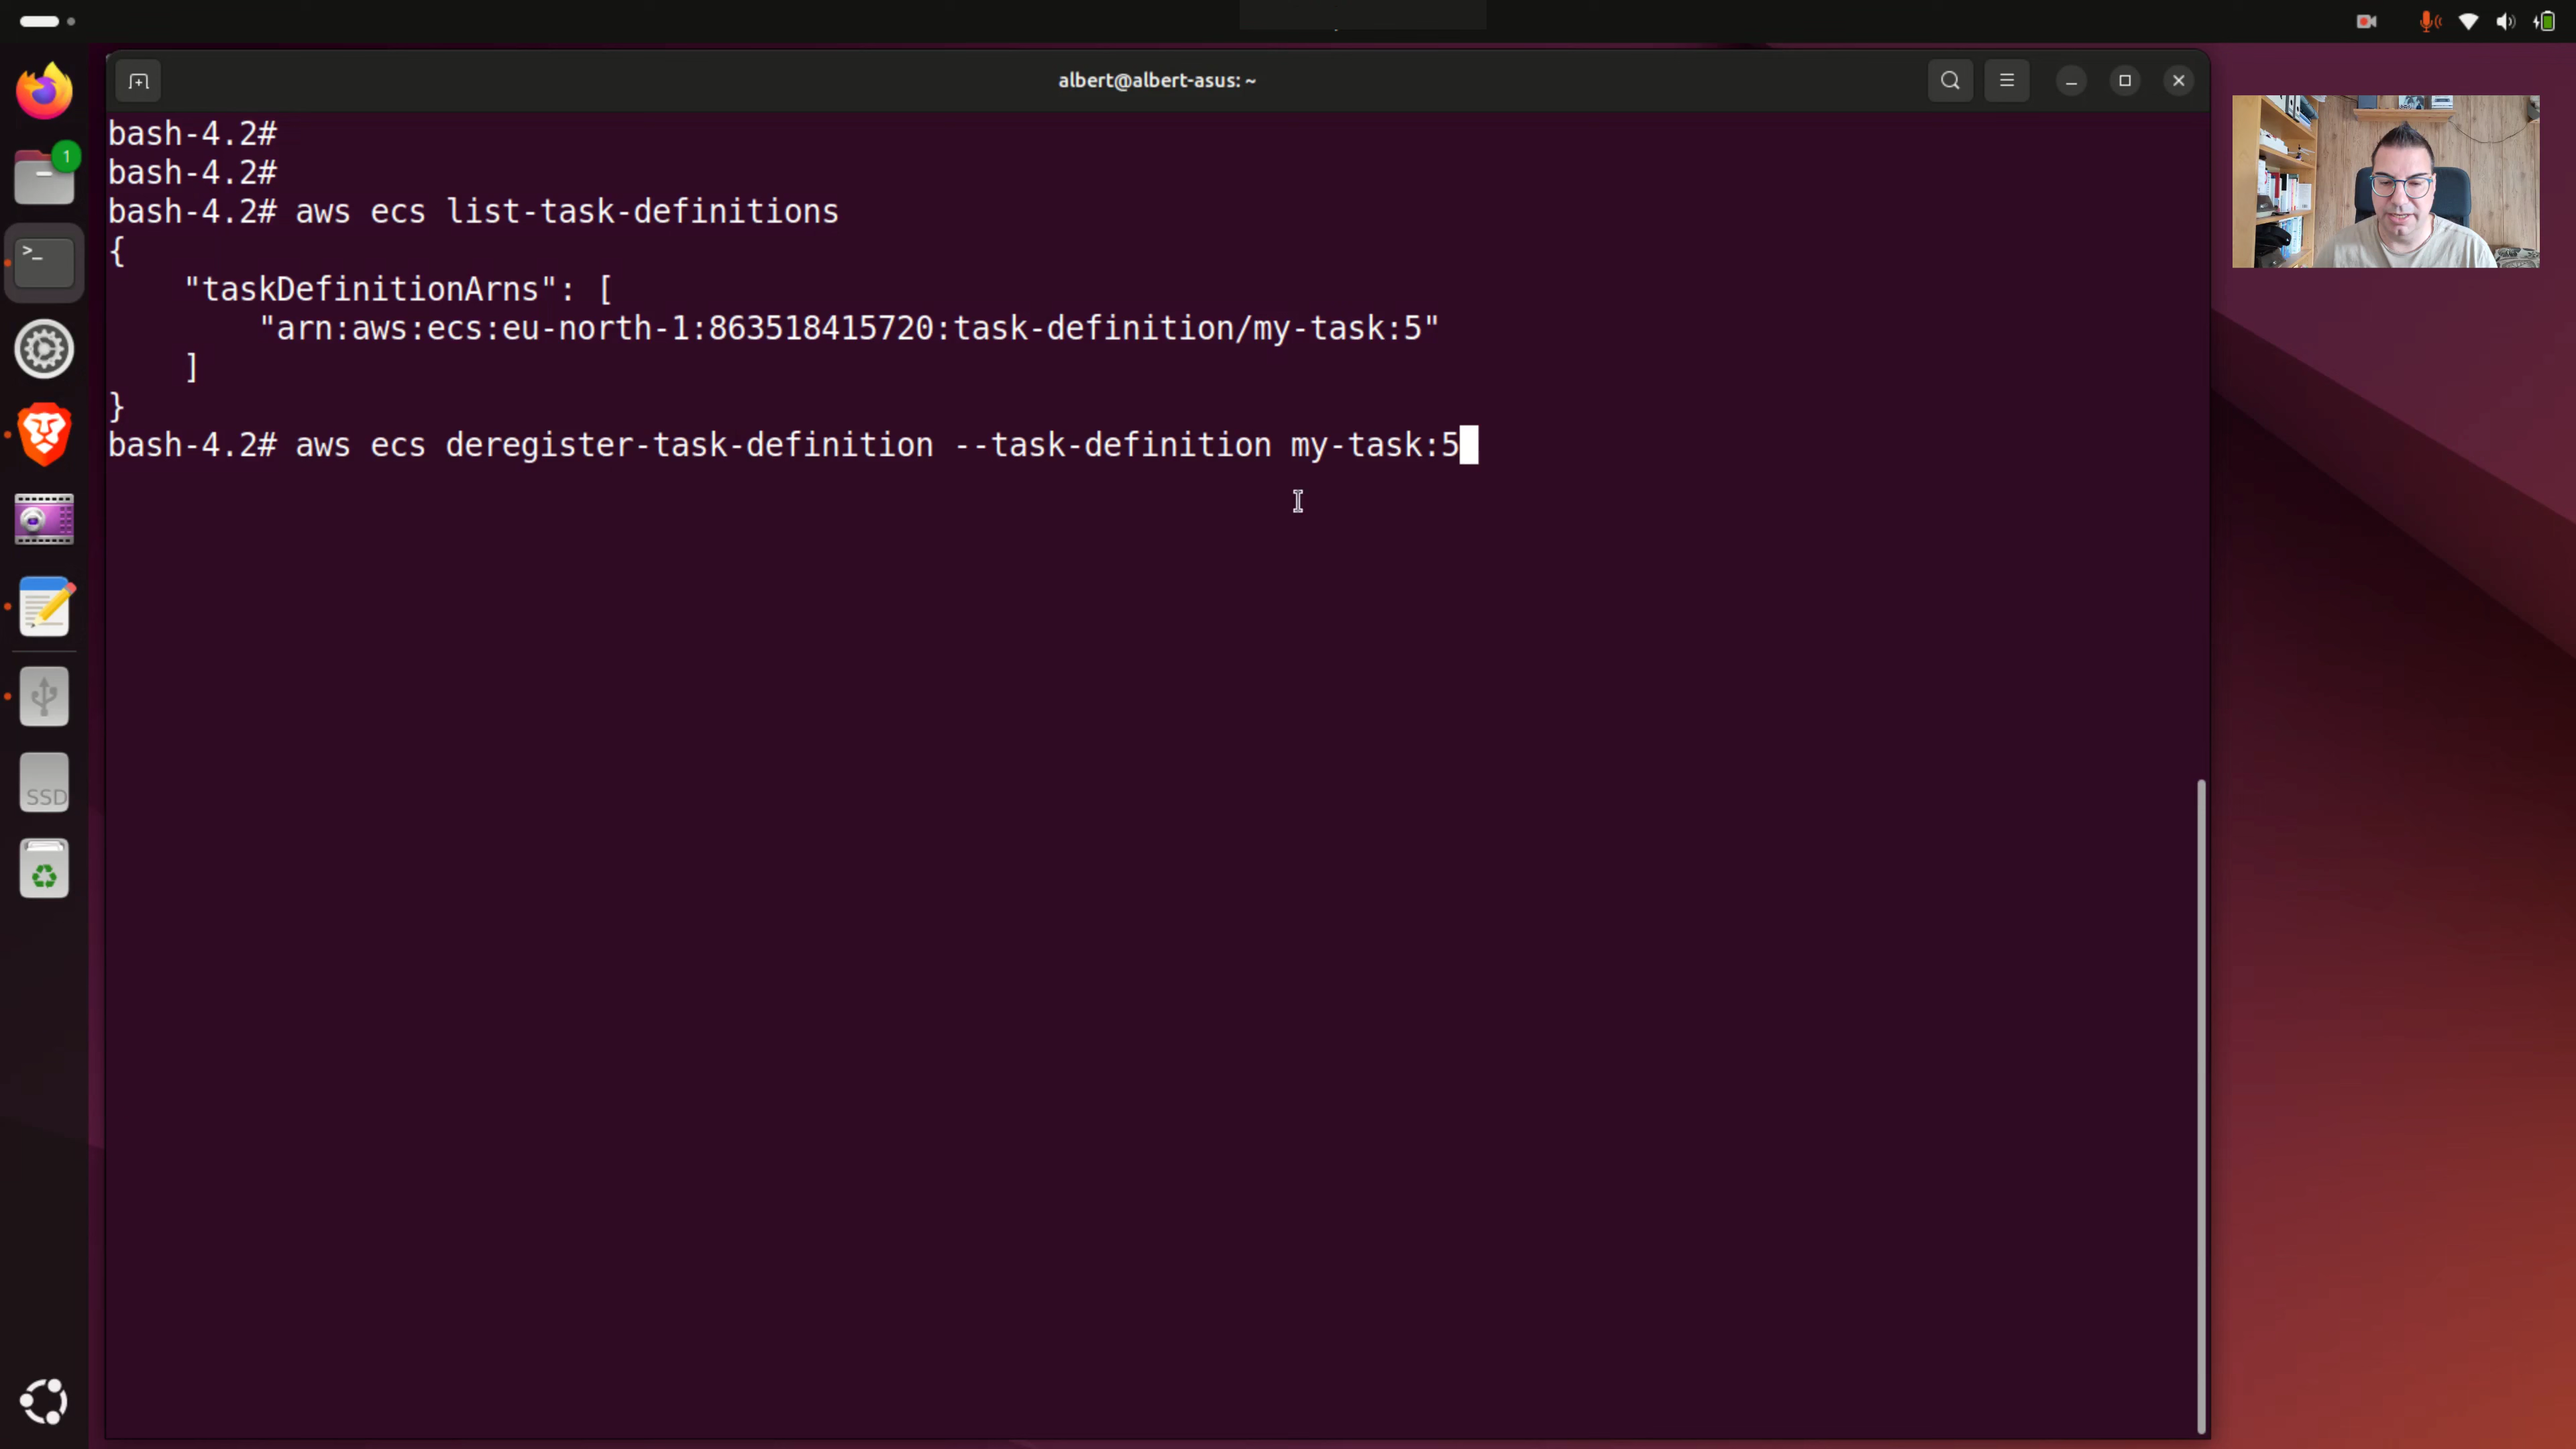 albert@albert-asus: ~
bash-4.2#
bash-4.2#
bash-4.2# aws ecs list-task-definitions
{
    "taskDefinitionArns": [
        "arn:aws:ecs:eu-north-1:863518415720:task-definition/my-task:5"
    ]
}
bash-4.2# aws ecs deregister-task-definition --task-definition my-task:5
1
>_
SSD